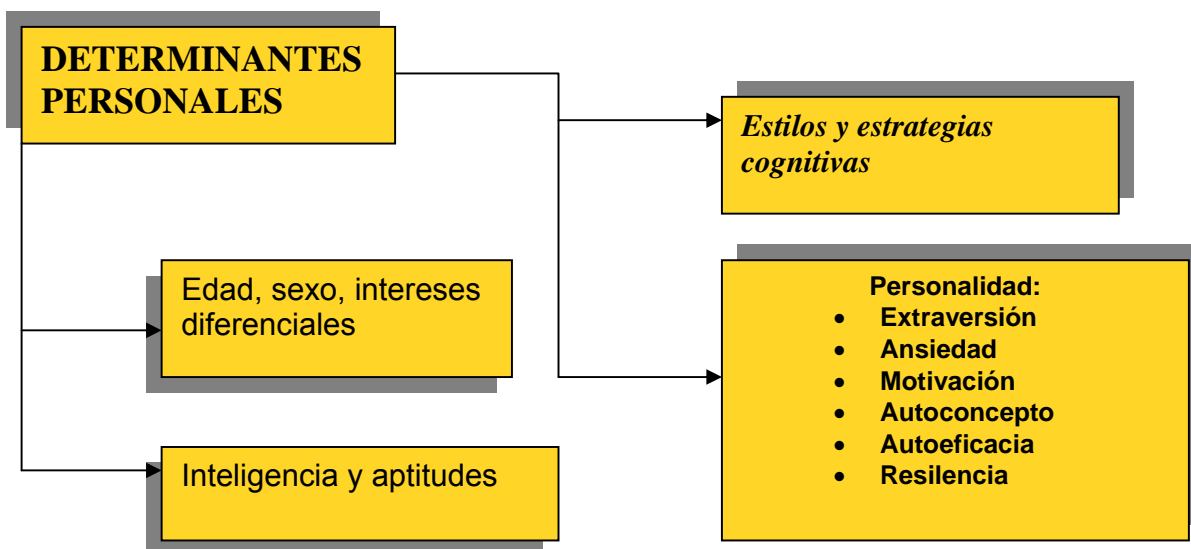 DETERMINANTES
PERSONALES
Estilos y estrategias
cognitivas
Edad, sexo, intereses
diferenciales
Inteligencia y aptitudes
Personalidad:
• Extraversión
• Ansiedad
• Motivación
• Autoconcepto
• Autoeficacia
• Resilencia